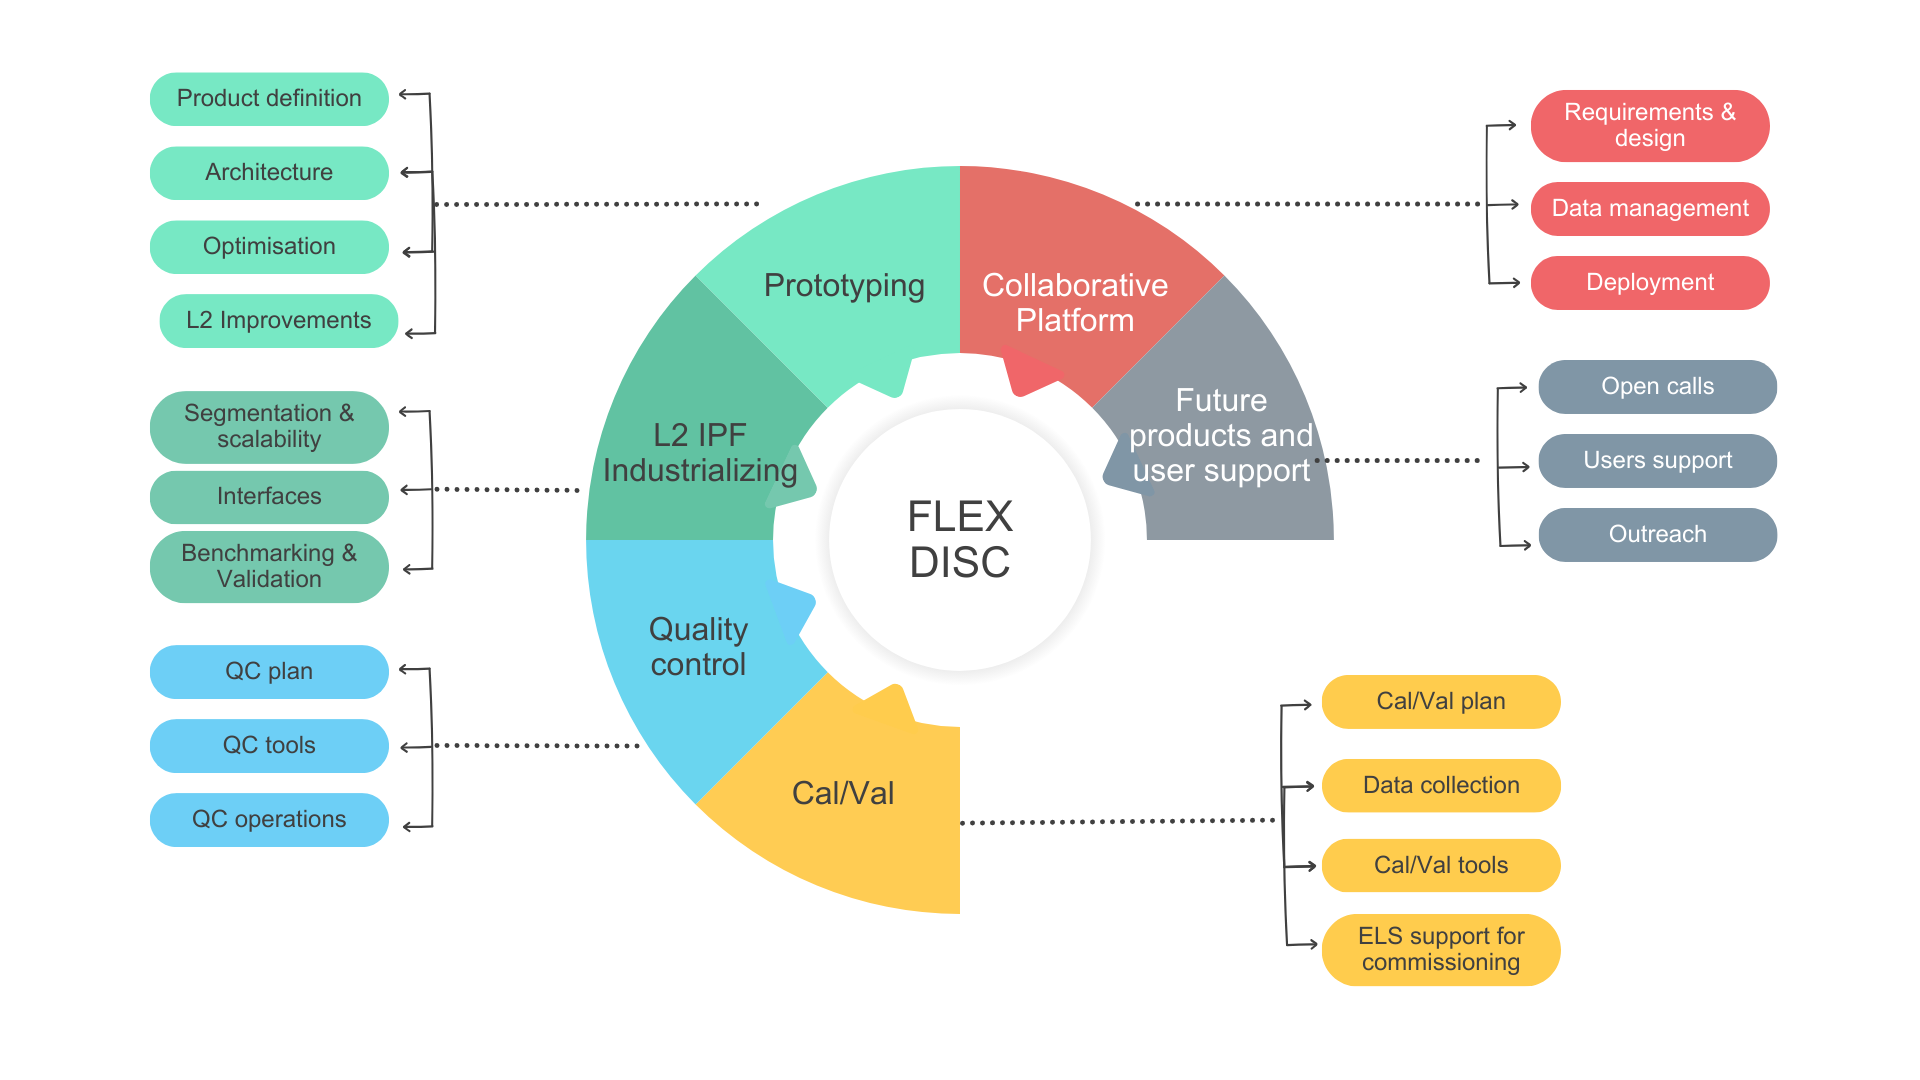 Product definition
Architecture
Optimisation
L2 Improvements
Segmentation &
scalability
Interfaces
Benchmarking &
Validation
QC plan
QC tools
QC operations
Prototyping
L2 IPF
Industrializing
Quality
control
Cal/Val
FLEX
DISC
Collaborative
Platform
Future
products and
user support
Requirements &
design
Data management
Deployment
Open calls
Users support
Outreach
Cal/Val plan
Data collection
Cal/Val tools
ELS support for
commissioning